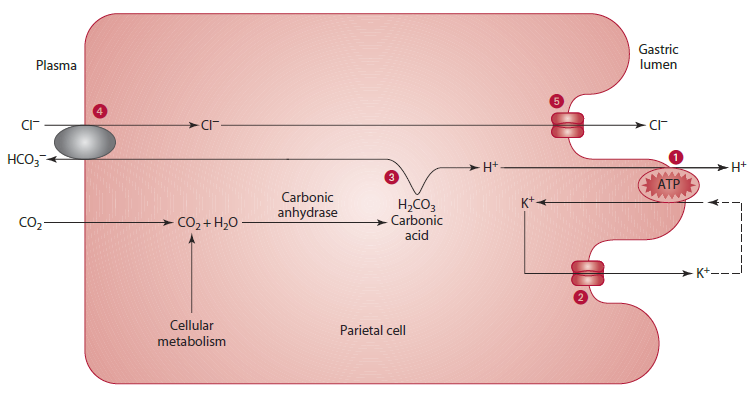 Plasma
Gastric
lumen
4
5
Cl⁻
Cl⁻
Cl⁻
HCO₃⁻
3
H⁺
1
H⁺
ATP
Carbonic
anhydrase
H₂CO₃
Carbonic
acid
K⁺
CO₂
CO₂ + H₂O
K⁺
2
Cellular
metabolism
Parietal cell